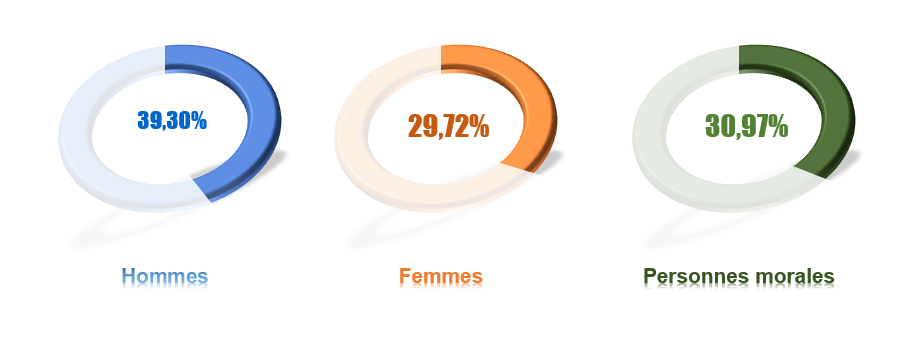 39,30%
29,72%
30,97%
Hommes
Femmes
Personnes morales